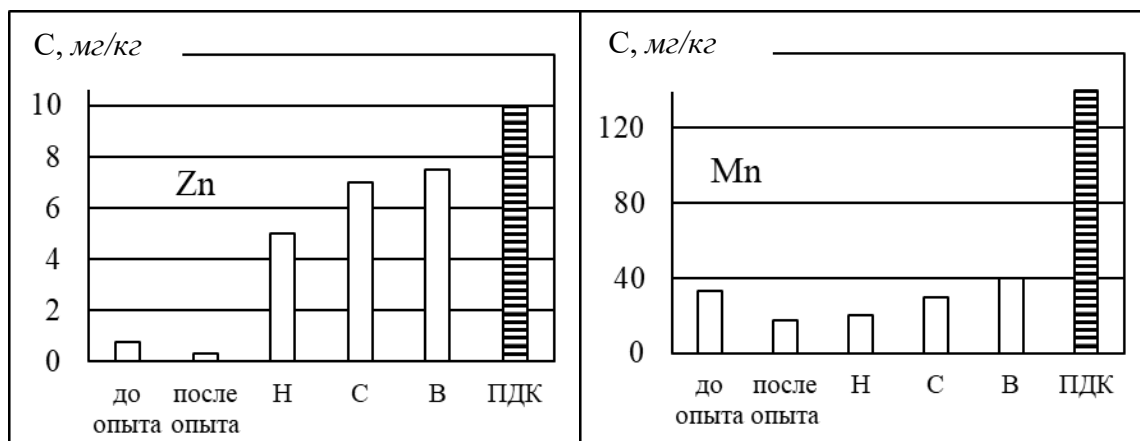 С, мг/кг
10
8
6
4
2
0
Zn
до опыта
после опыта
Н
С
В
ПДК
С, мг/кг
120
80
40
0
Mn
до опыта
после опыта
Н
С
В
ПДК